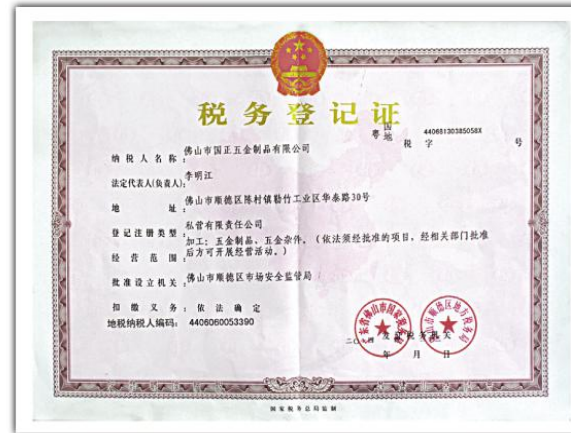 税务登记证
粤国地 税 字 44068130385058X 号
纳税人名称：佛山市国正五金制品有限公司
法定代表人(负责人)：李明江
地 址：佛山市顺德区陈村镇勒竹工业区华泰路30号
登记注册类型：私营有限责任公司
经营范围：加工：五金制品、五金杂件。（依法须经批准的项目，经相关部门批准
后方可开展经营活动。）
批准设立机关：佛山市顺德区市场安全监管局
扣缴义务：依法确定
地税纳税人编码：4406060053390
发证税务机关
年 月 日
国家税务总局监制